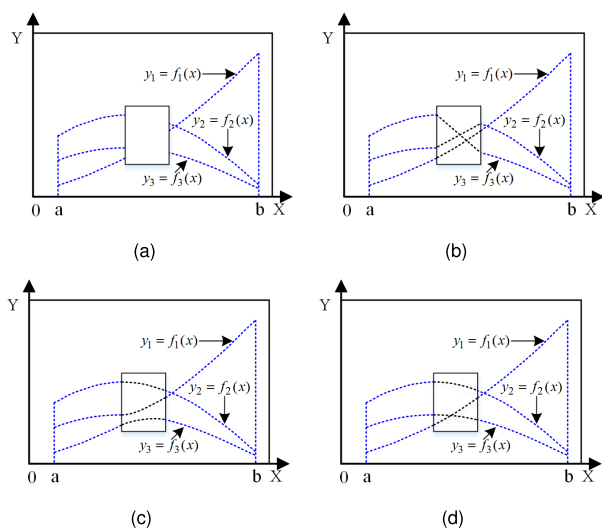 Y
y₁ = f₁(x)
y₂ = f₂(x)
y₃ = f₃(x)
0 a b X
(a)
Y
y₁ = f₁(x)
y₂ = f₂(x)
y₃ = f₃(x)
0 a b X
(b)
Y
y₁ = f₁(x)
y₂ = f₂(x)
y₃ = f₃(x)
0 a b X
(c)
Y
y₁ = f₁(x)
y₂ = f₂(x)
y₃ = f₃(x)
0 a b X
(d)